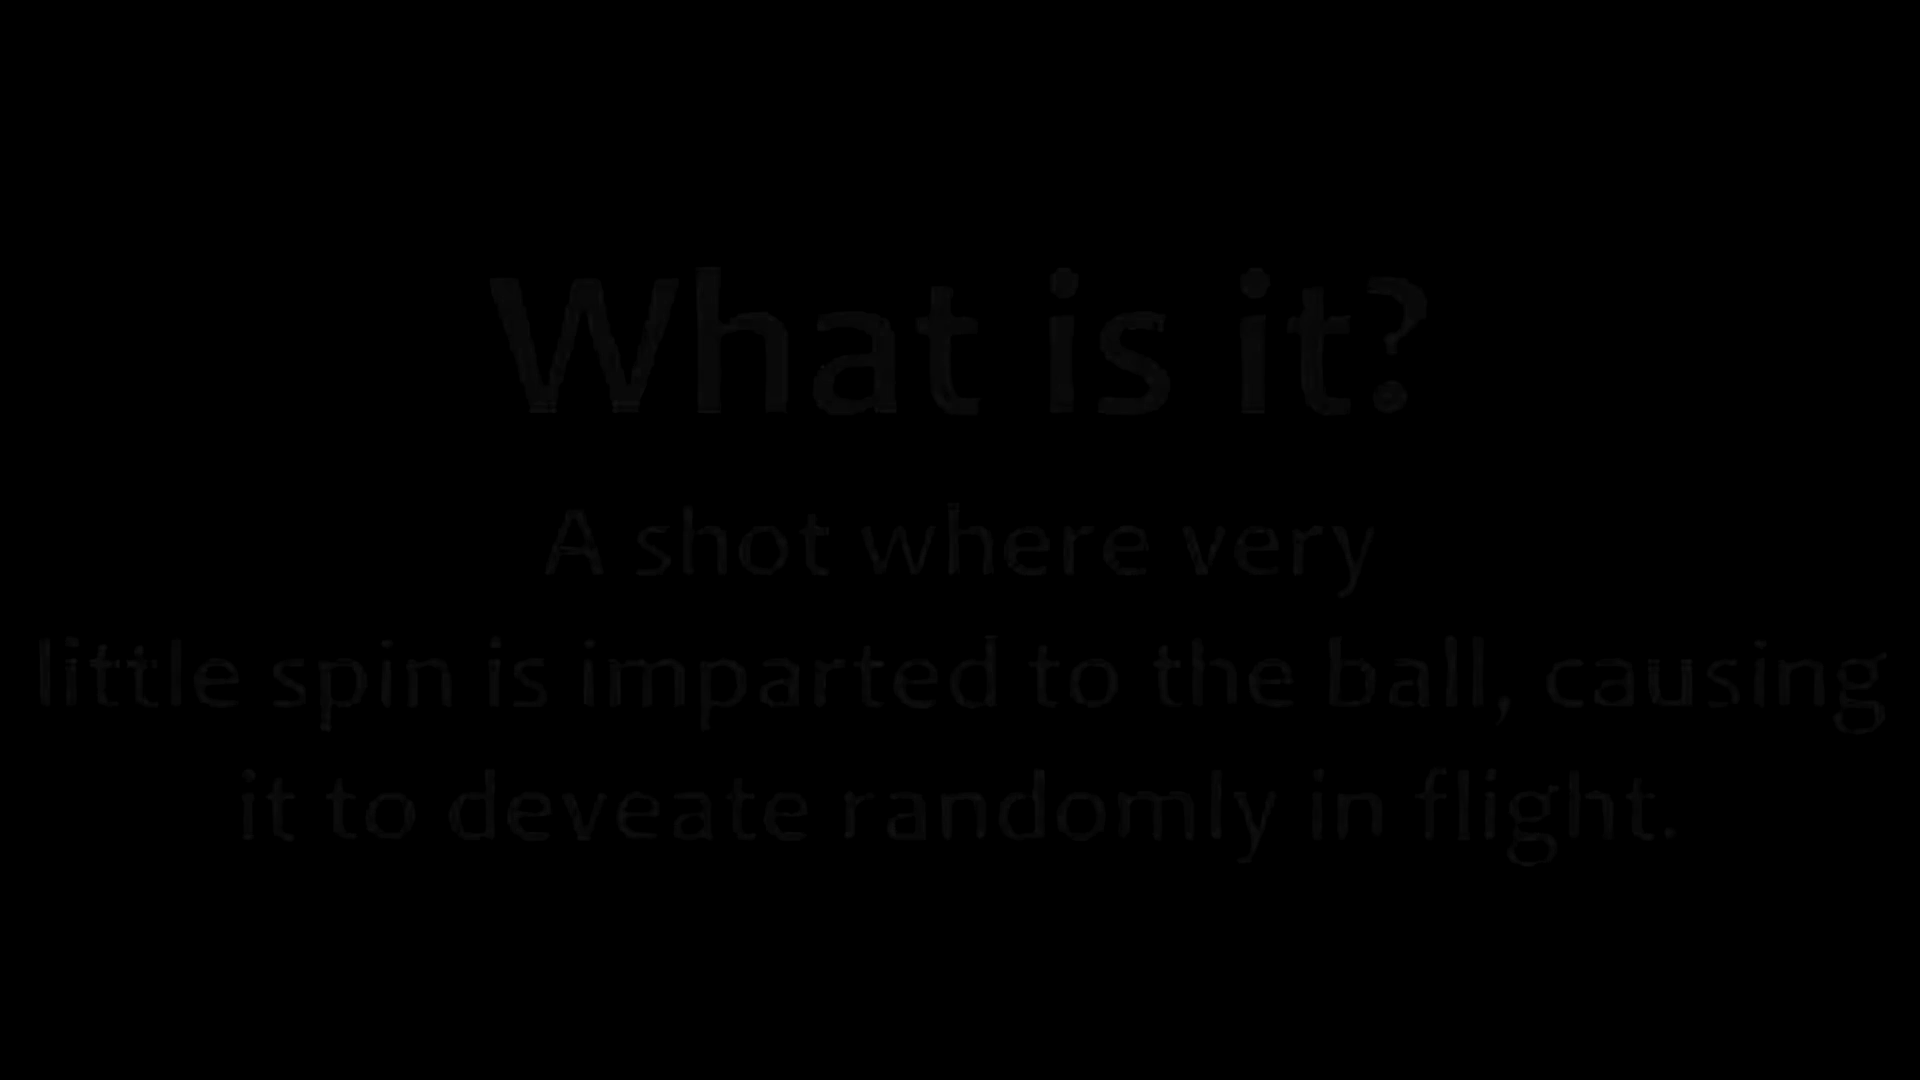 What is it?
A shot where very
little spin is imparted to the ball, causing
it to deveate randomly in flight.